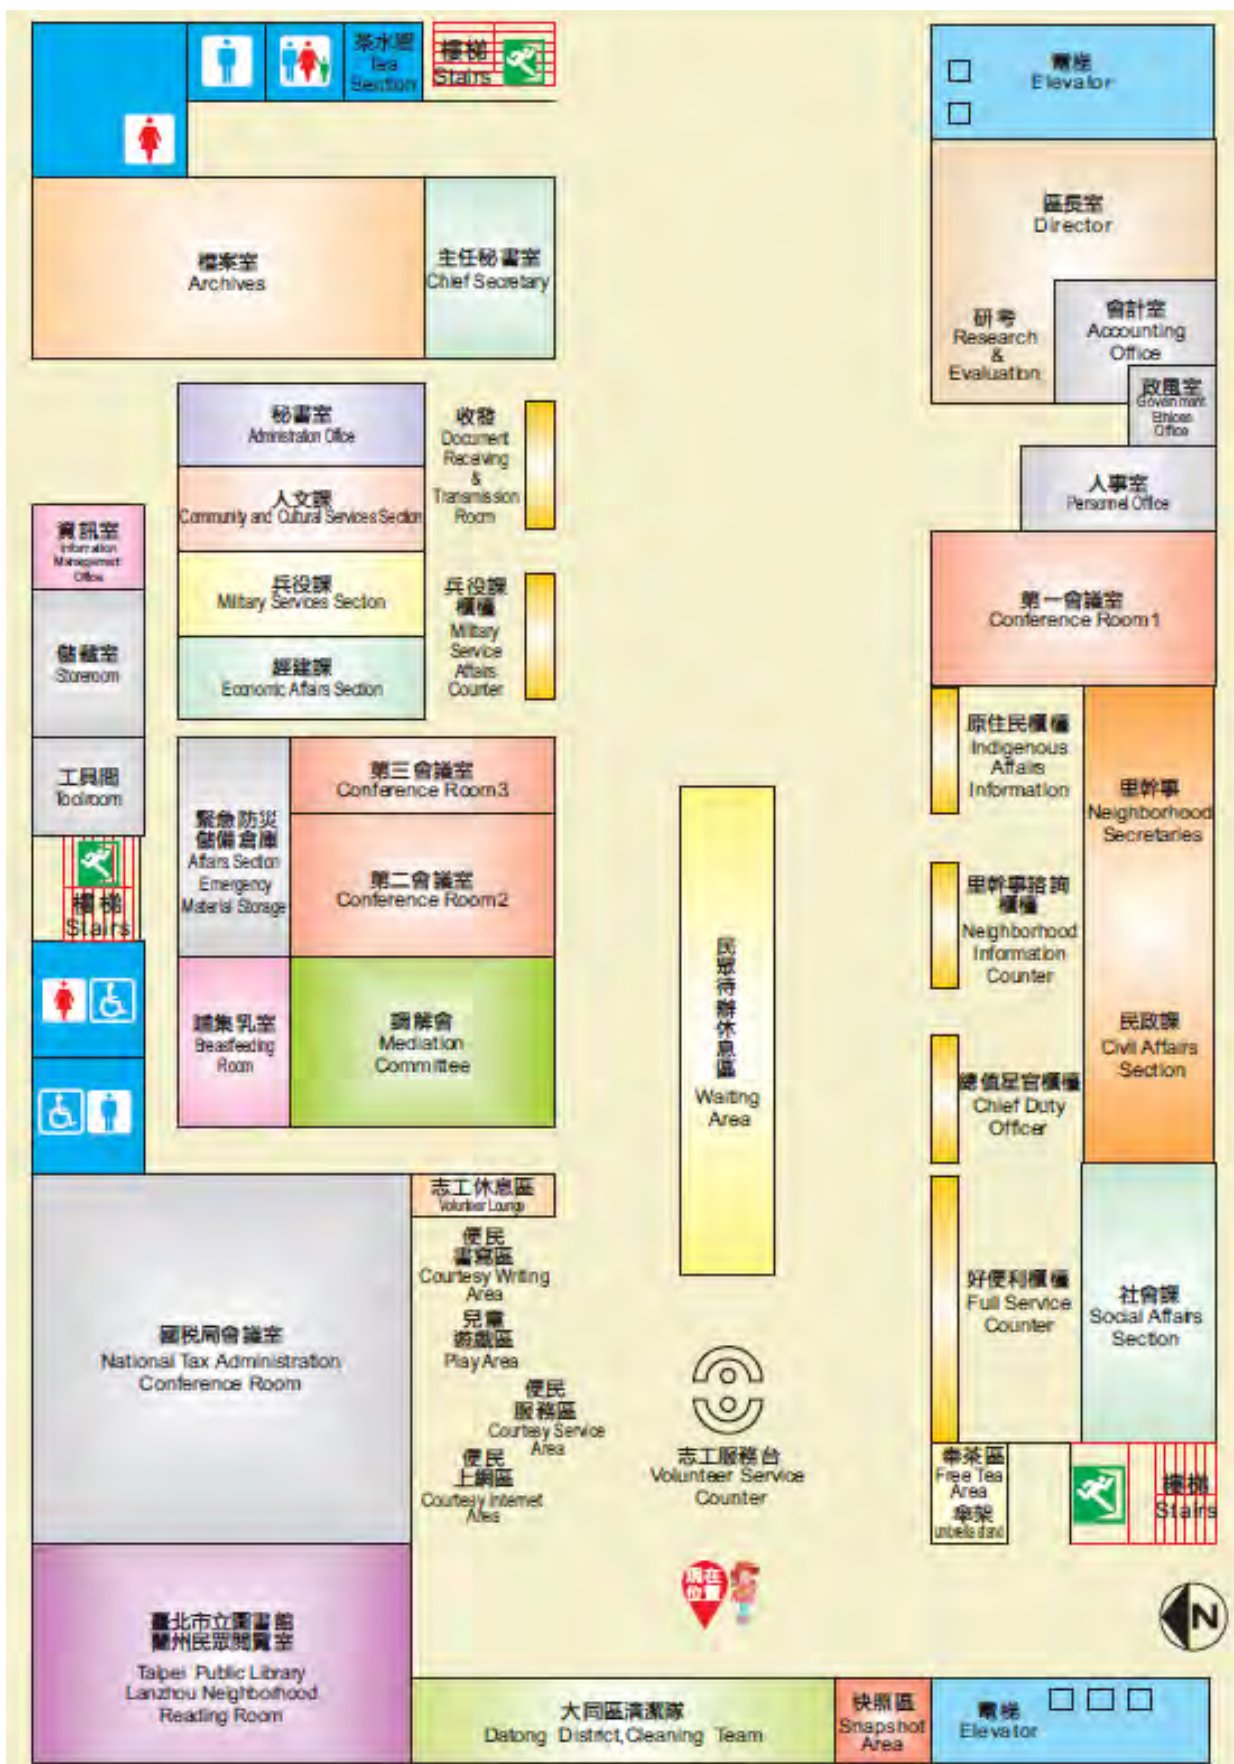 茶水間
Tea
Section
樓梯
Stairs
電梯
Elevator
檔案室
Archives
主任秘書室
Chief Secretary
區長室
Director
研考
Research
&
Evaluation
會計室
Accounting
Office
政風室
Government
Ethices
Office
人事室
Personnel Office
秘書室
Administration Office
人文課
Community and Cultural Services Section
兵役課
Military Services Section
經建課
Economic Affairs Section
收發
Document
Receiving
&
Transmission
Room
兵役課
櫃檯
Military
Service
Affairs
Counter
資訊室
Information
Management
Office
儲藏室
Storeroom
工具間
Toolroom
樓梯
Stairs
緊急防災
儲備倉庫
Affairs Section
Emergency
Material Storage
第三會議室
Conference Room3
第二會議室
Conference Room2
哺集乳室
Breastfeeding
Room
調解會
Mediation
Committee
第一會議室
Conference Room1
原住民櫃檯
Indigenous
Affairs
Information
里幹事
Neighborhood
Secretaries
里幹事諮詢
櫃檯
Neighborhood
Information
Counter
民政課
Civil Affairs
Section
總值星官櫃檯
Chief Duty
Officer
民眾待辦休息區
Waiting
Area
好便利櫃檯
Full Service
Counter
社會課
Social Affairs
Section
國稅局會議室
National Tax Administration
Conference Room
志工休息區
Volunteer Lounge
便民
書寫區
Courtesy Writing
Area
兒童
遊戲區
Play Area
便民
服務區
Courtesy Service
Area
便民
上網區
Courtesy Internet
Area
志工服務台
Volunteer Service
Counter
奉茶區
Free Tea
Area
傘架
umbrella stand
樓梯
Stairs
現在
位置
N
臺北市立圖書館
蘭州民眾閱覽室
Taipei Public Library
Lanzhou Neighborhood
Reading Room
大同區清潔隊
Datong District,Cleaning Team
快照區
Snapshot
Area
電梯
Elevator